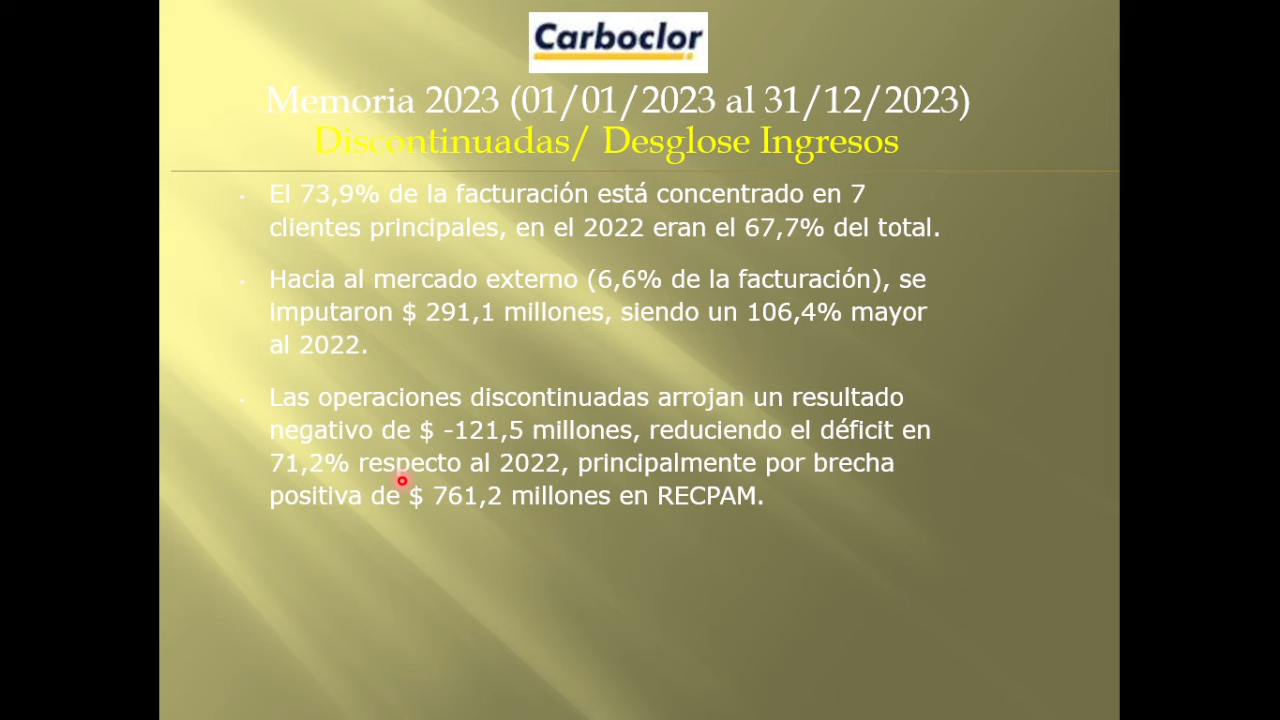 Carboclor
Memoria 2023 (01/01/2023 al 31/12/2023)
Discontinuadas/ Desglose Ingresos
• El 73,9% de la facturación está concentrado en 7
clientes principales, en el 2022 eran el 67,7% del total.
• Hacia al mercado externo (6,6% de la facturación), se
imputaron $ 291,1 millones, siendo un 106,4% mayor
al 2022.
• Las operaciones discontinuadas arrojan un resultado
negativo de $ -121,5 millones, reduciendo el déficit en
71,2% respecto al 2022, principalmente por brecha
positiva de $ 761,2 millones en RECPAM.